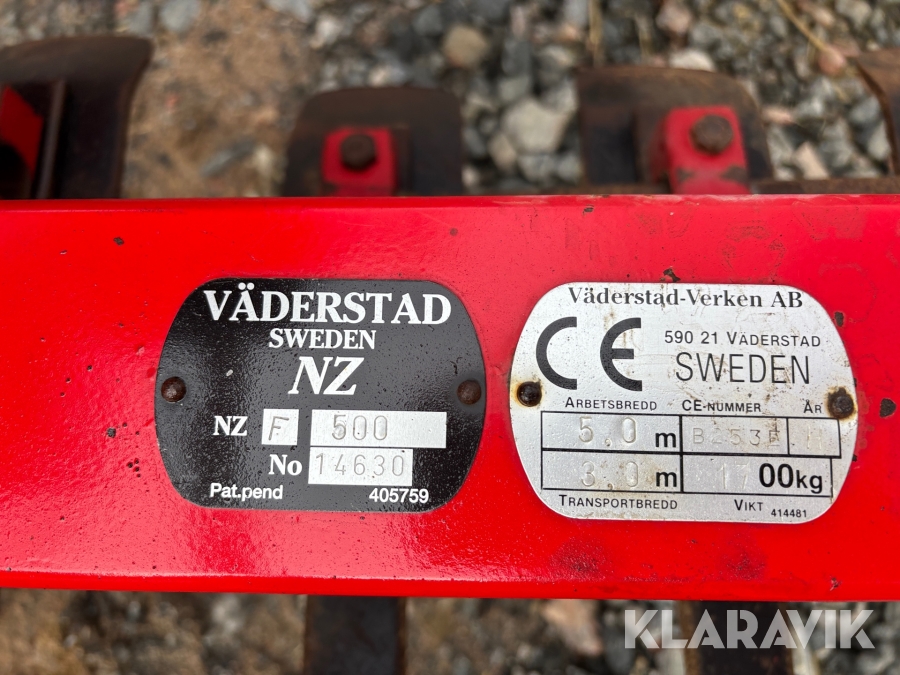 VÄDERSTAD
SWEDEN
NZ
NZ F 500
No 14630
Pat.pend 405759
Väderstad-Verken AB
CE
590 21 VÄDERSTAD
SWEDEN
ARBETSBREDD CE-NUMMER ÅR
5,0 m
3,0 m 1700kg
TRANSPORTBREDD VIKT 414481
KLARAVIK